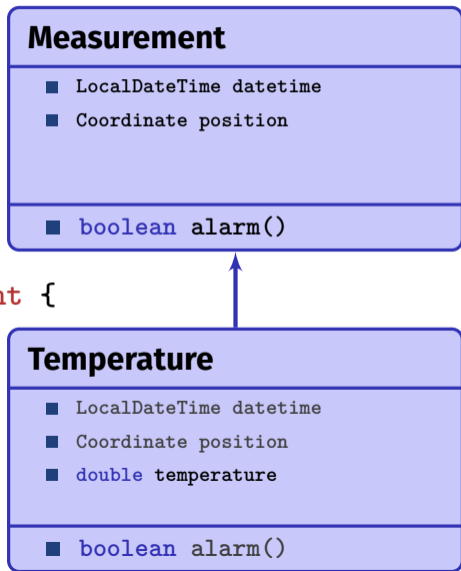 Measurement
LocalDateTime datetime
Coordinate position
boolean alarm()
nt {
Temperature
LocalDateTime datetime
Coordinate position
double temperature
boolean alarm()